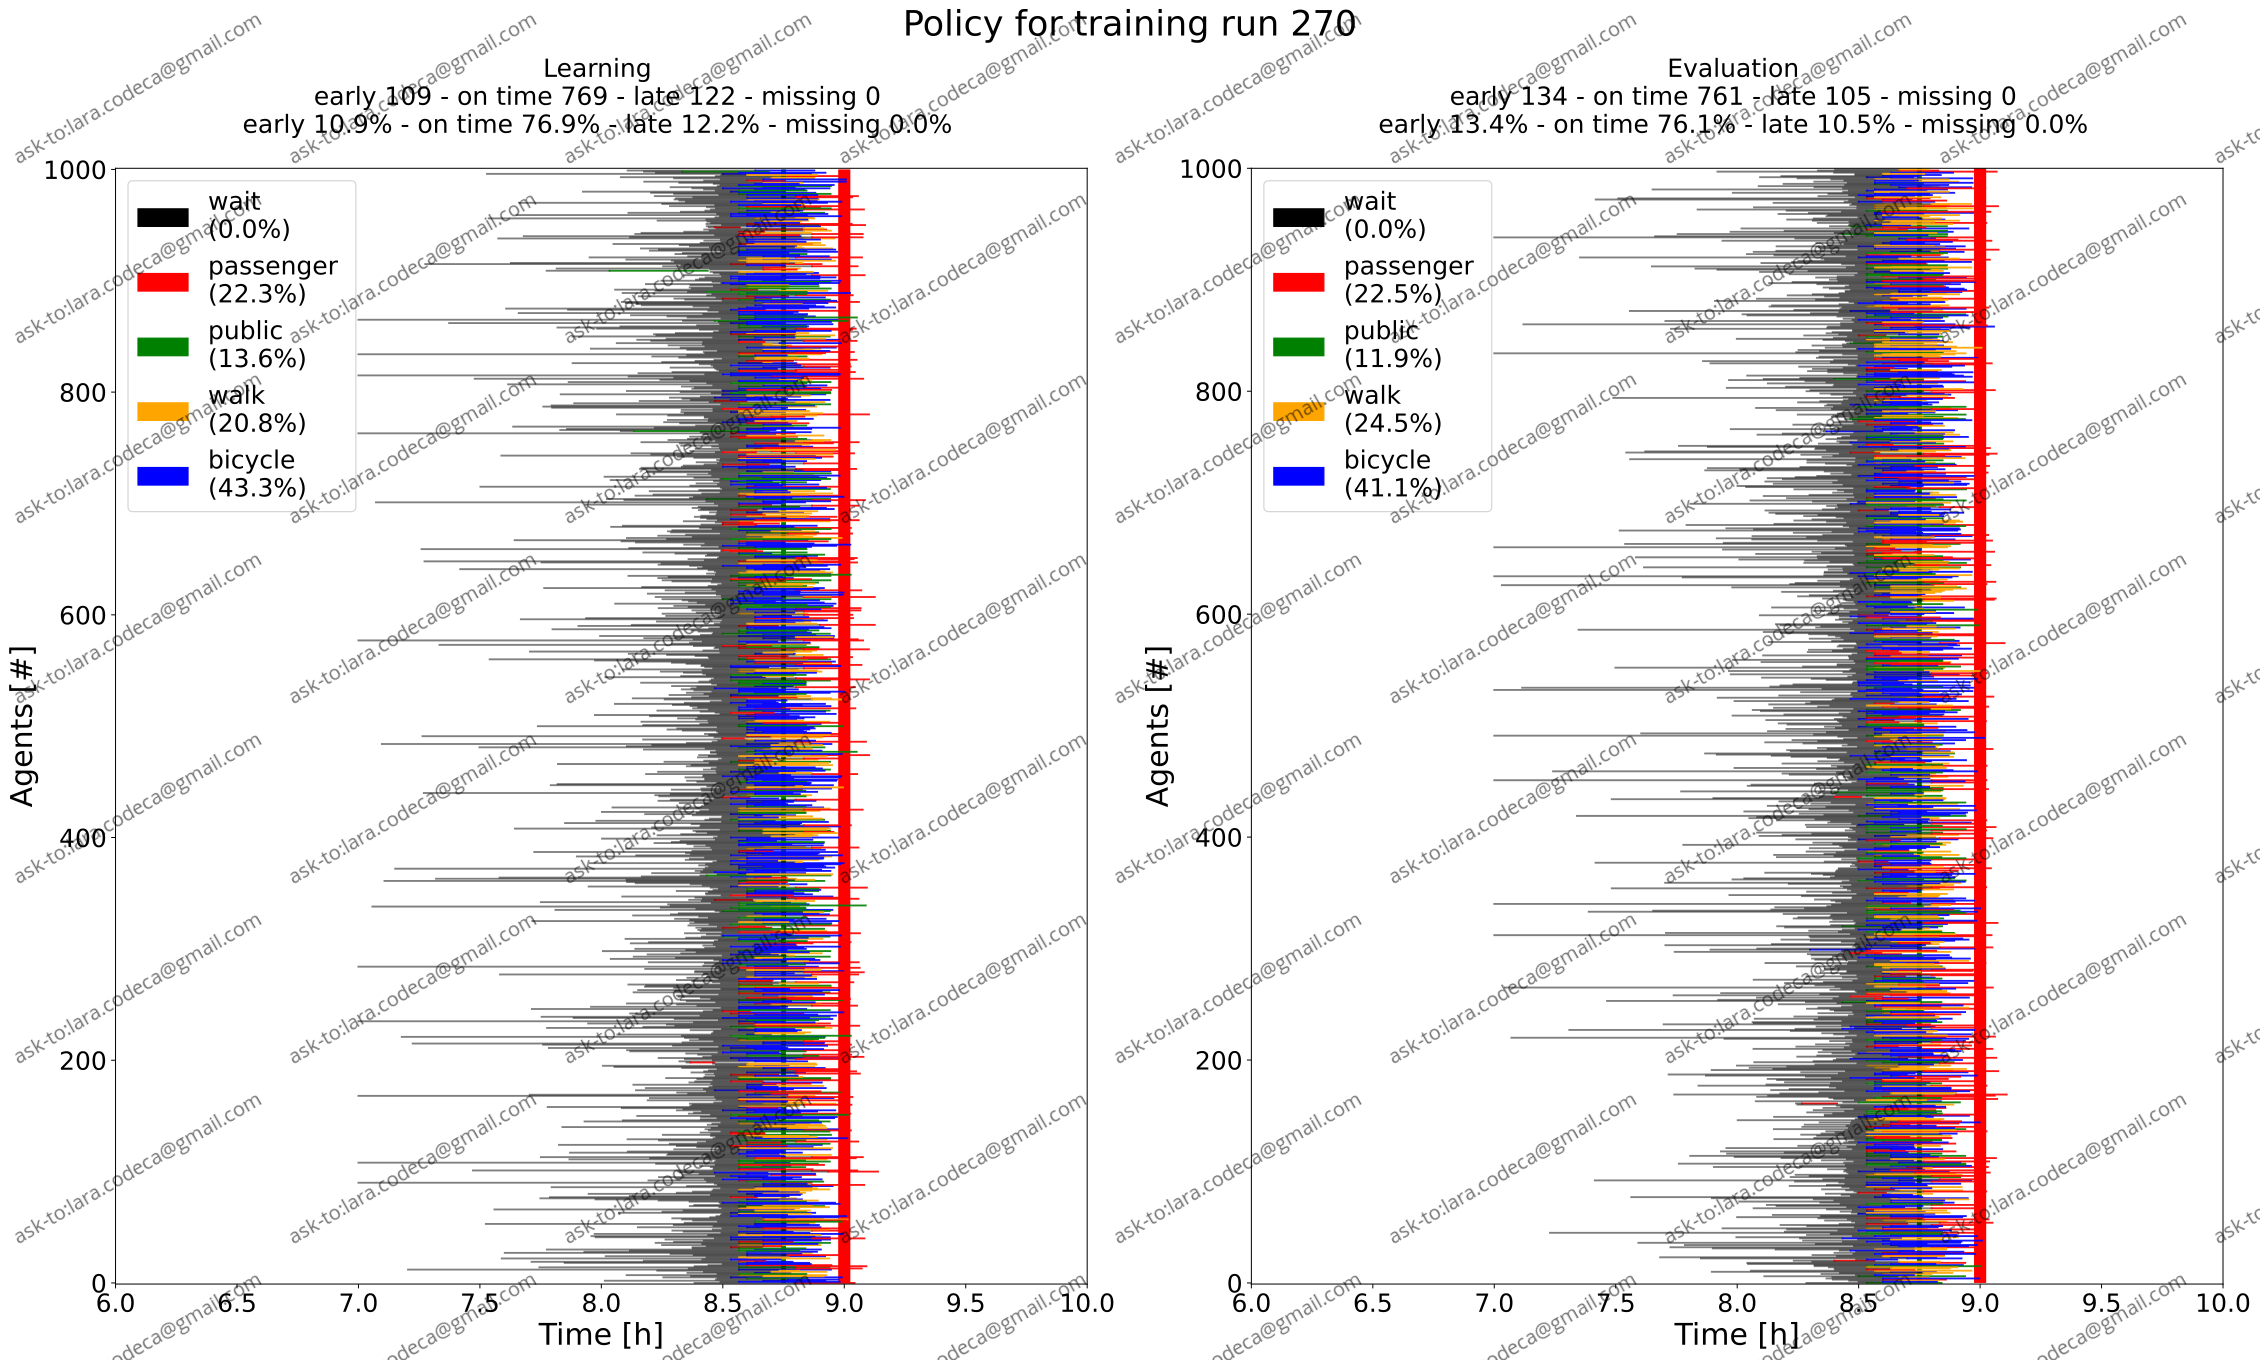 Policy for training run 270
Learning
early 109 - on time 769 - late 122 - missing 0
early 10.9% - on time 76.9% - late 12.2% - missing 0.0%
1000
800
600
400
200
0
Agents [#]
wait
(0.0%)
passenger
(22.3%)
public
(13.6%)
walk
(20.8%)
bicycle
(43.3%)
6.0 6.5 7.0 7.5 8.0 8.5 9.0 9.5 10.0
Time [h]
Evaluation
early 134 - on time 761 - late 105 - missing 0
early 13.4% - on time 76.1% - late 10.5% - missing 0.0%
1000
800
600
400
200
0
Agents [#]
wait
(0.0%)
passenger
(22.5%)
public
(11.9%)
walk
(24.5%)
bicycle
(41.1%)
6.0 6.5 7.0 7.5 8.0 8.5 9.0 9.5 10.0
Time [h]
ask-to:lara.codeca@gmail.com